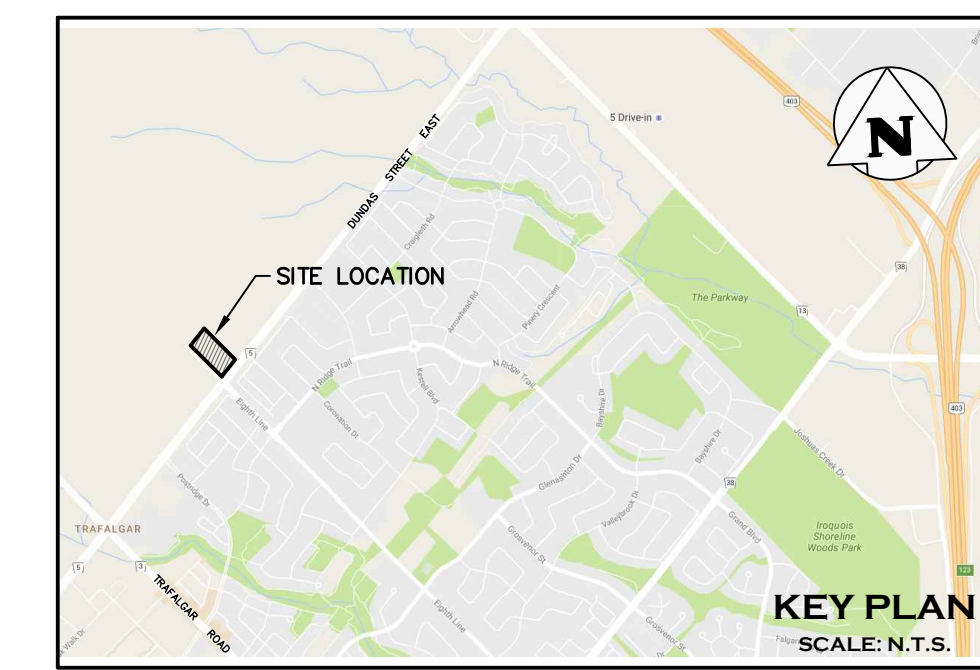 403
5 Drive-in
N
DUNDAS STREET EAST
Craigleith Rd
SITE LOCATION
38
Pinery Crescent
Arrowhead Rd
The Parkway
13
5
N Ridge Trail
N Ridge Trail
Kestrell Blvd
Eighth Line
Coronation Dr
Bayshire Dr
403
Bayshire Dr
Joshuas Creek Dr
Postridge Dr
Glenashton Dr
38
Valleybrook Dr
Grand Blvd
TRAFALGAR
Grosvenor St
Iroquois
Shoreline
Woods Park
5
3
123
TRAFALGAR ROAD
Eighth Line
KEY PLAN
Grosvenor St
SCALE: N.T.S.